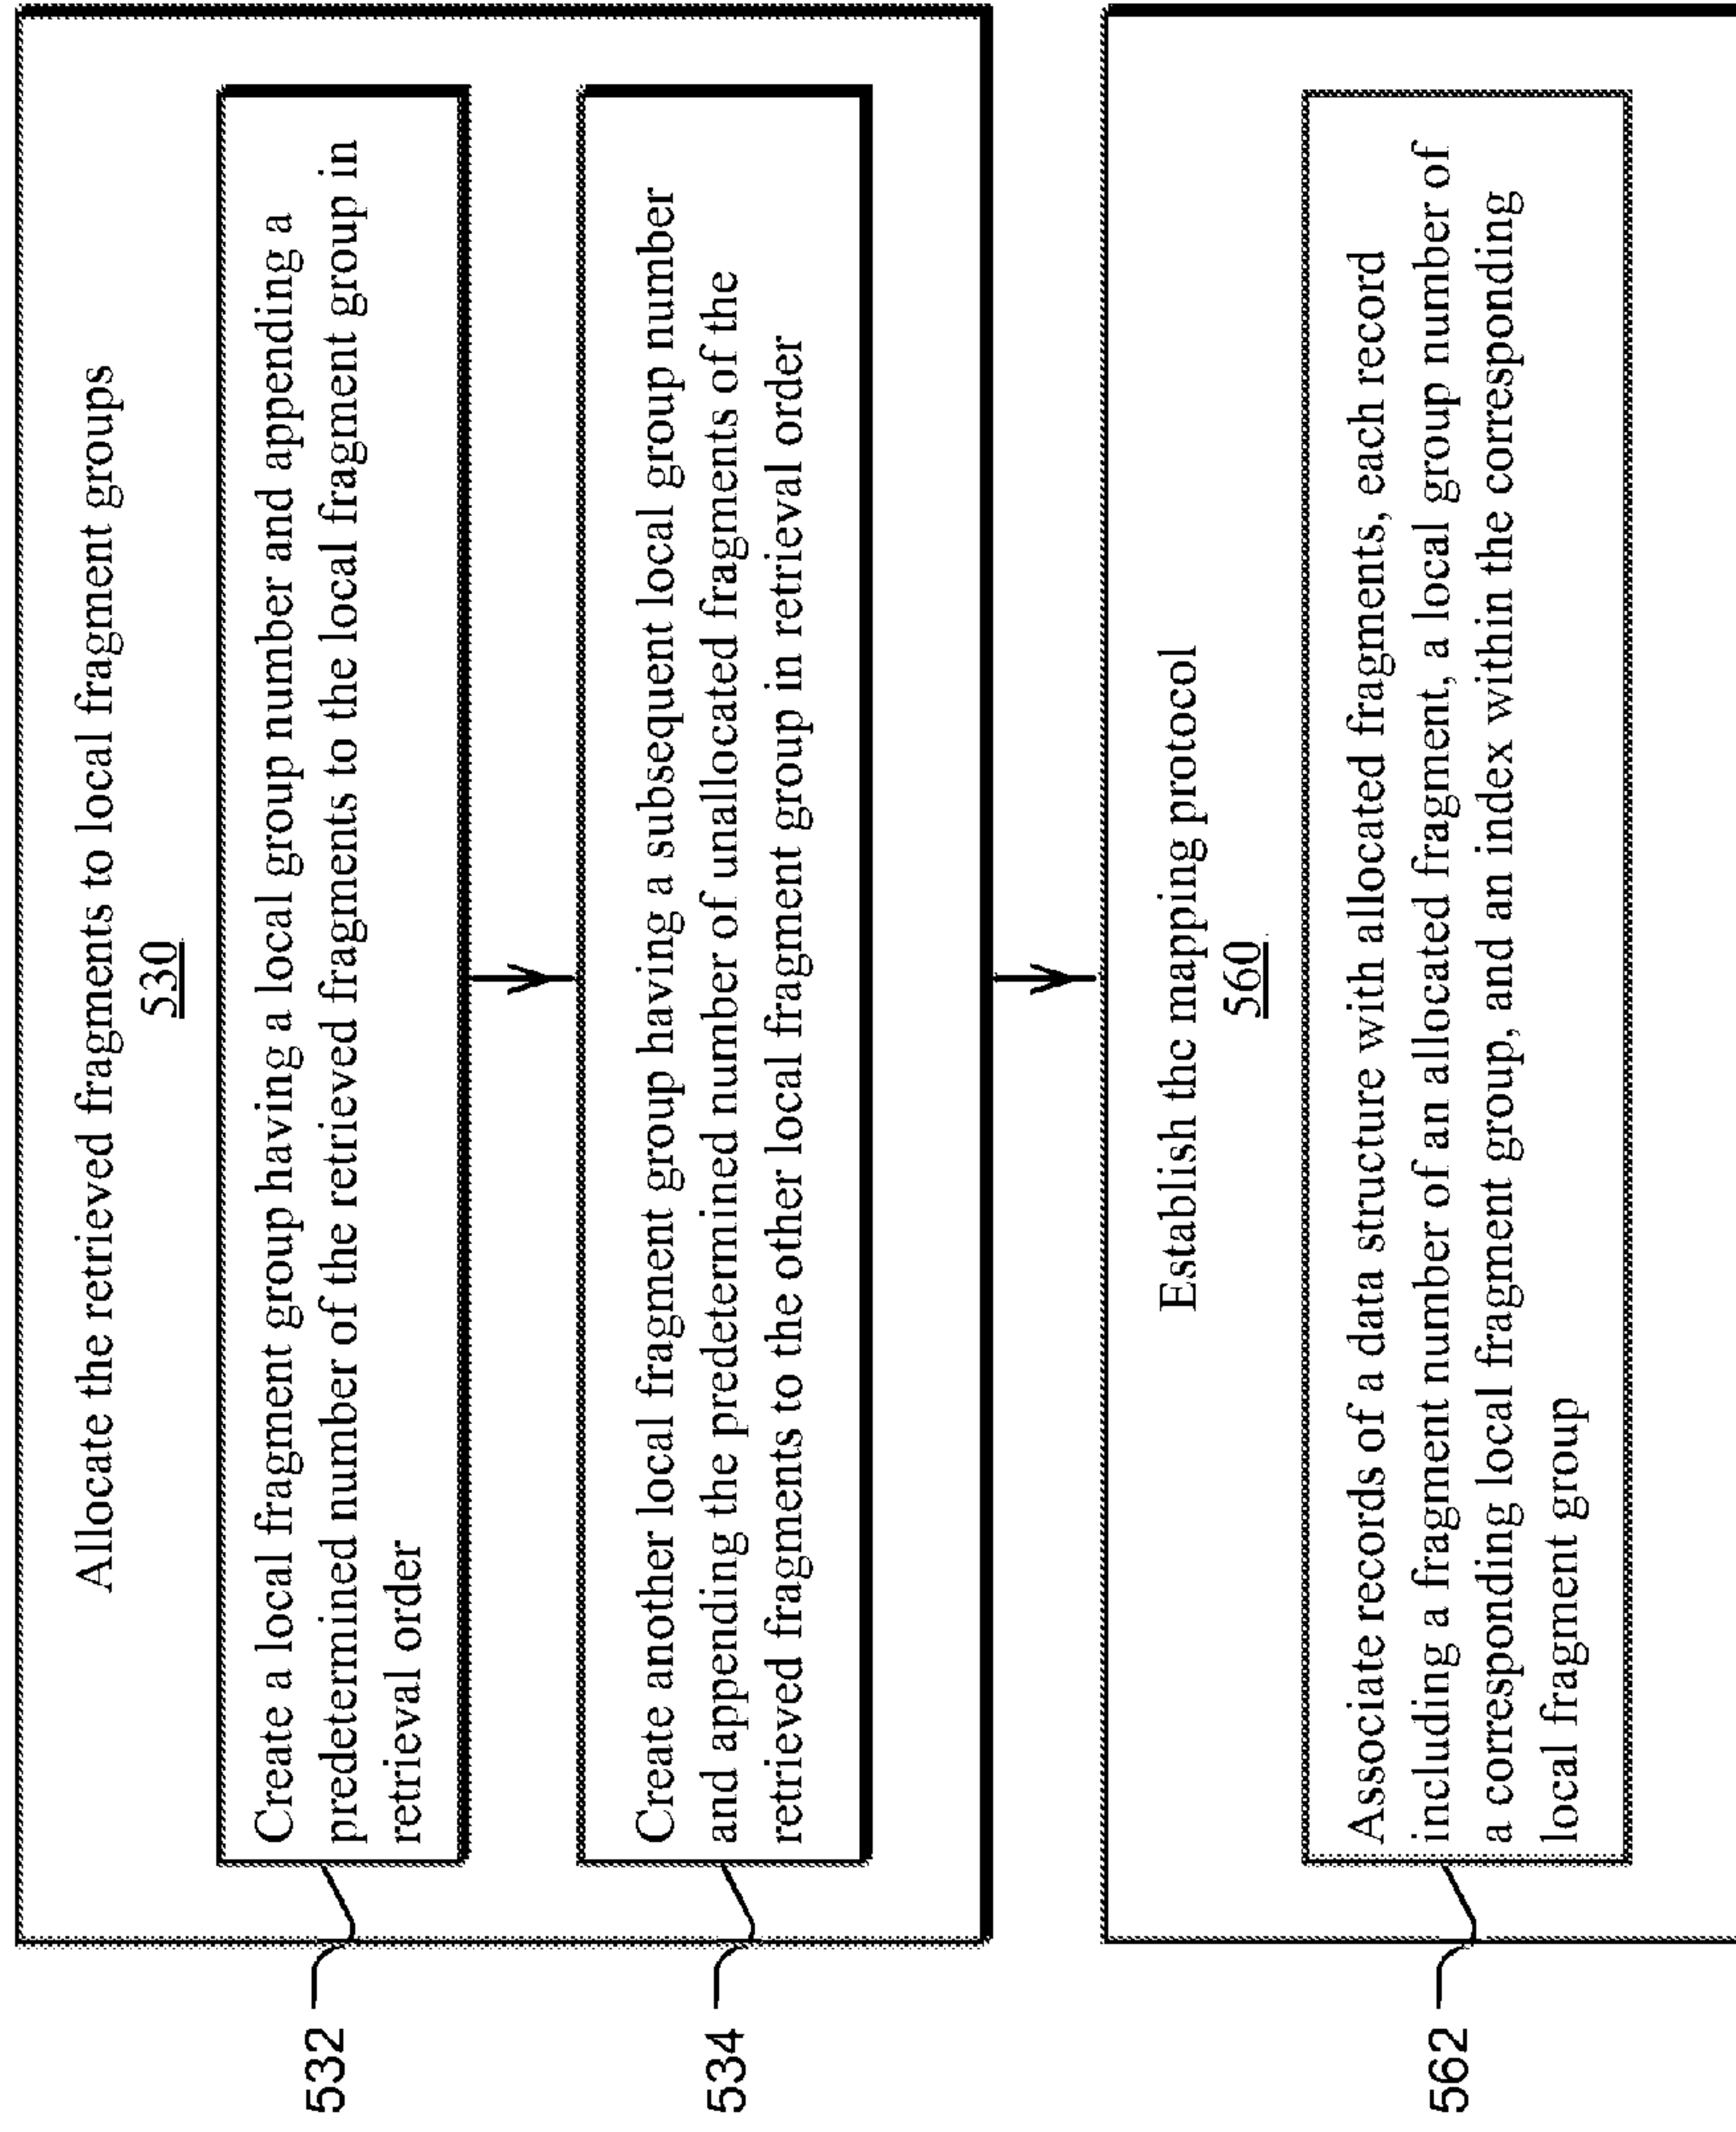 Allocate the retrieved fragments to local fragment groups
530
Create a local fragment group having a local group number and appending a
predetermined number of the retrieved fragments to the local fragment group in
retrieval order
532
Create another local fragment group having a subsequent local group number
and appending the predetermined number of unallocated fragments of the
retrieved fragments to the other local fragment group in retrieval order
534
Establish the mapping protocol
560
Associate records of a data structure with allocated fragments, each record
including a fragment number of an allocated fragment, a local group number of
a corresponding local fragment group, and an index within the corresponding
local fragment group
562